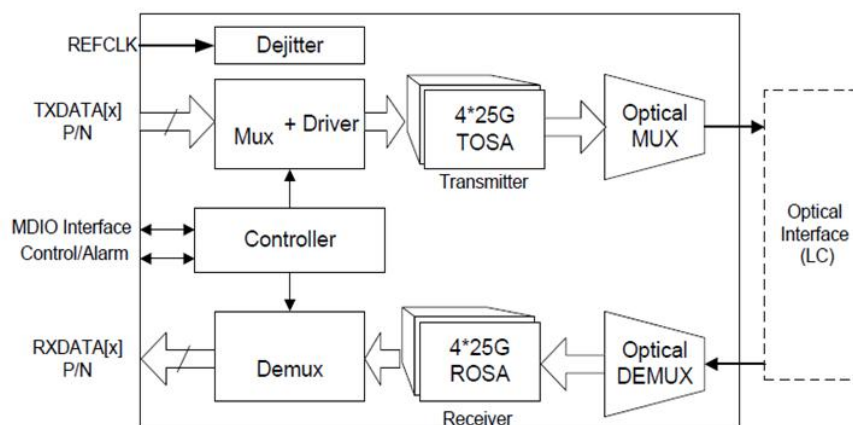 REFCLK
Dejitter
TXDATA[x]
P/N
Mux + Driver
4*25G
TOSA
Transmitter
Optical
MUX
MDIO Interface
Control/Alarm
Controller
Optical
Interface
(LC)
RXDATA[x]
P/N
Demux
4*25G
ROSA
Receiver
Optical
DEMUX